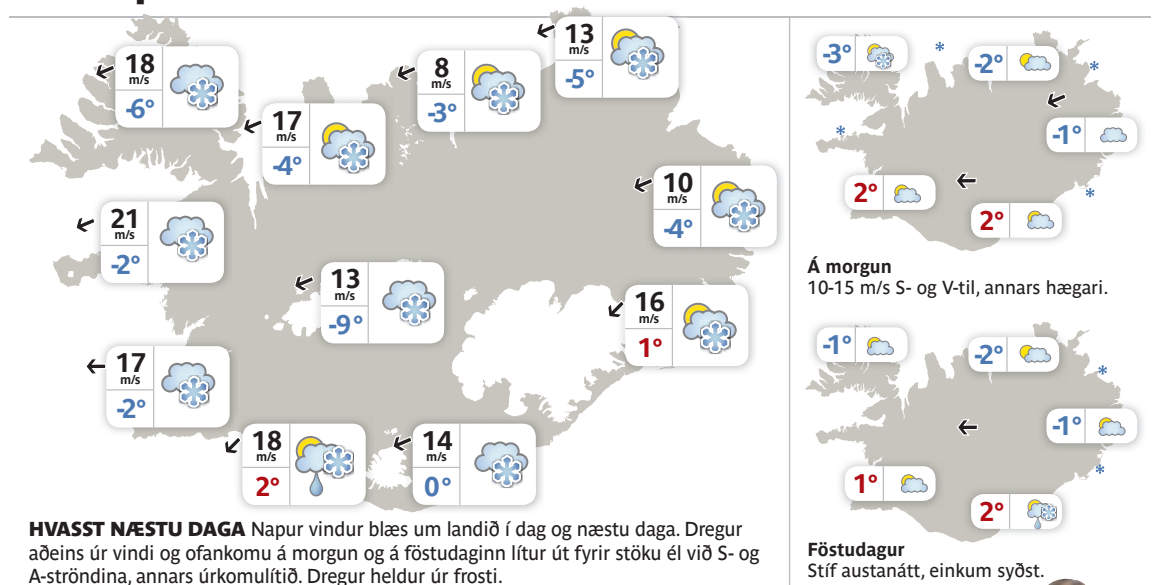 18
m/s
-6°
17
m/s
-4°
8
m/s
-3°
13
m/s
-5°
10
m/s
-4°
21
m/s
-2°
13
m/s
-9°
16
m/s
1°
17
m/s
-2°
18
m/s
2°
14
m/s
0°
HVASST NÆSTU DAGA Napur vindur blæs um landið í dag og næstu daga. Dregur
aðeins úr vindi og ofankomu á morgun og á föstudaginn lítur út fyrir stöku él við S- og
A-ströndina, annars úrkomulítið. Dregur heldur úr frosti.
-3°
-2°
-1°
2°
2°
Á morgun
10-15 m/s S- og V-til, annars hægari.
-1°
-2°
-1°
1°
2°
Föstudagur
Stíf austanátt, einkum syðst.